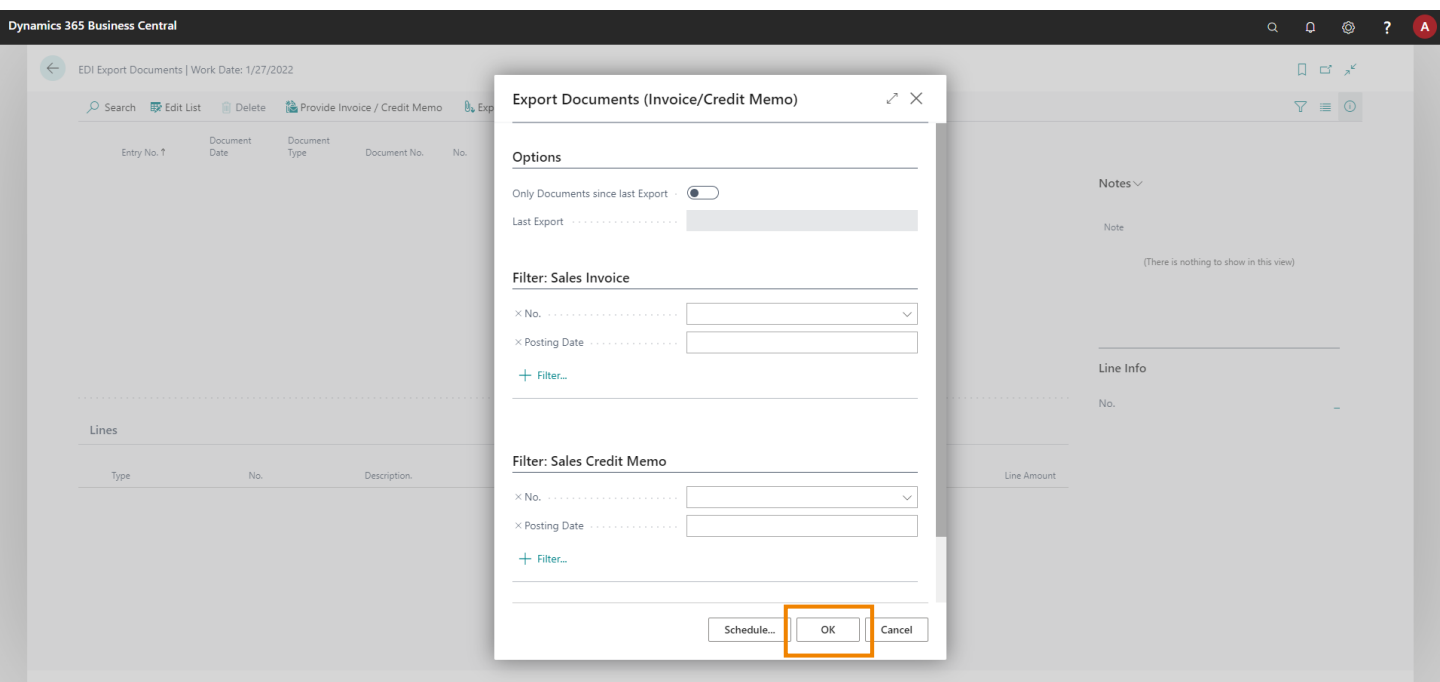 Dynamics 365 Business Central
?
A
EDI Export Documents | Work Date: 1/27/2022
Search Edit List Delete Provide Invoice / Credit Memo Exp
Entry No. ↑ Document Date Document Type Document No. No.
Export Documents (Invoice/Credit Memo)
Options
Only Documents since last Export
Last Export
Filter: Sales Invoice
× No.
× Posting Date
+ Filter...
Filter: Sales Credit Memo
× No.
× Posting Date
+ Filter...
Schedule... OK Cancel
Notes
Note
(There is nothing to show in this view)
Line Info
No. _
Lines
Type No. Description. Line Amount